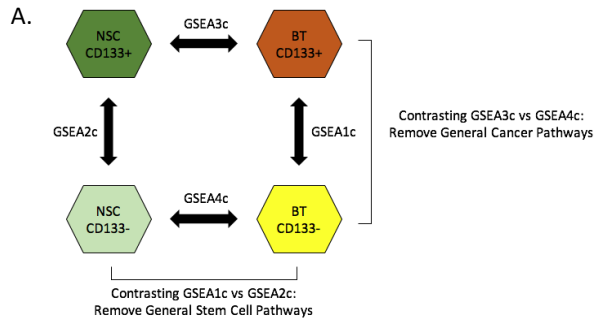 A.
NSC
CD133+
GSEA3c
BT
CD133+
GSEA2c
GSEA1c
Contrasting GSEA3c vs GSEA4c:
Remove General Cancer Pathways
NSC
CD133-
GSEA4c
BT
CD133-
Contrasting GSEA1c vs GSEA2c:
Remove General Stem Cell Pathways